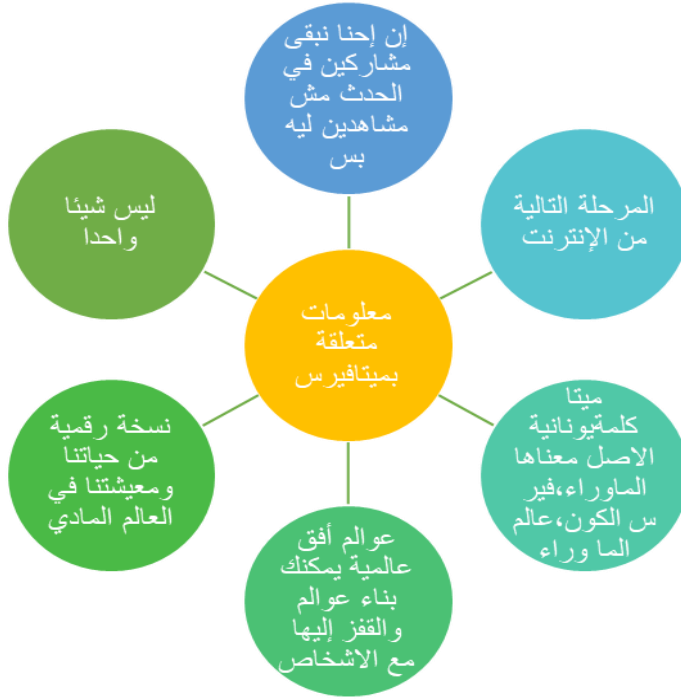 إن إحنا نبقى
مشاركين في
الحدث مش
مشاهدين ليه
بس
المرحلة التالية
من الإنترنت
ميتا
كلمةيونانية
الاصل معناها
الماوراء،فير
س الكون،عالم
الما وراء
عوالم أفق
عالمية يمكنك
بناء عوالم
والقفز إليها
مع الاشخاص
نسخة رقمية
من حياتنا
ومعيشتنا في
العالم المادي
ليس شيئا
واحدا
معلومات
متعلقة
بميتافيرس